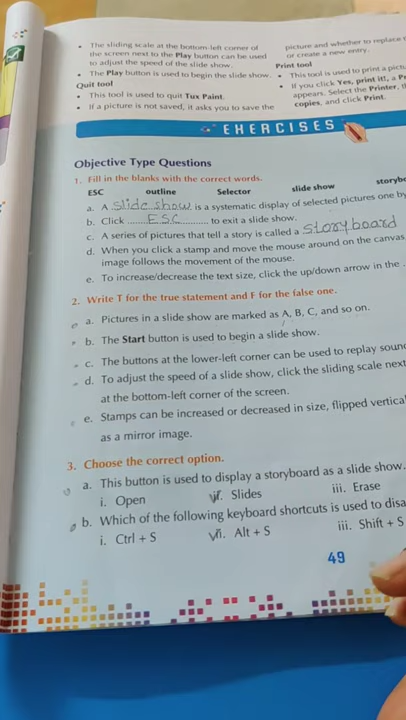 • The sliding scale at the bottom-left corner of
the screen next to the Play button can be used
to adjust the speed of the slide show.
• The Play button is used to begin the slide show.
Quit tool
• This tool is used to quit Tux Paint.
• If a picture is not saved, it asks you to save the
picture and whether to replace
or create a new entry.
Print tool
• This tool is used to print a
• If you click Yes, print it!, a
appears. Select the Printer,
copies, and click Print.
EXERCISES
Objective Type Questions
1. Fill in the blanks with the correct words.
ESC outline Selector slide show
a. A slide show is a systematic display of selected pictures one by
b. Click ESC to exit a slide show.
c. A series of pictures that tell a story is called a storyboard
d. When you click a stamp and move the mouse around on the canvas
image follows the movement of the mouse.
e. To increase/decrease the text size, click the up/down arrow in the
2. Write T for the true statement and F for the false one.
a. Pictures in a slide show are marked as A, B, C, and so on.
b. The Start button is used to begin a slide show.
c. The buttons at the lower-left corner can be used to replay
d. To adjust the speed of a slide show, click the sliding scale next
at the bottom-left corner of the screen.
e. Stamps can be increased or decreased in size, flipped
as a mirror image.
3. Choose the correct option.
a. This button is used to display a storyboard as a slide show.
i. Open ii. Slides iii. Erase
b. Which of the following keyboard shortcuts is used to
i. Ctrl + S ii. Alt + S iii. Shift + S
49